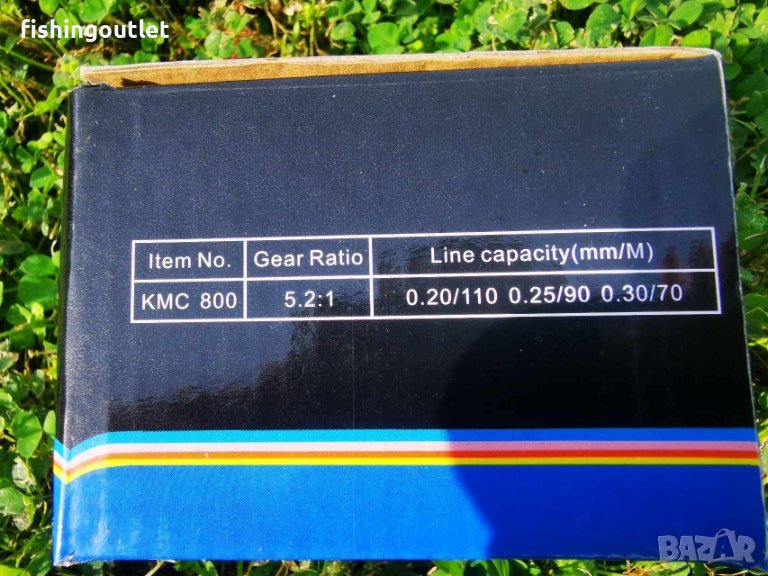 fishingoutlet
Item No. Gear Ratio Line capacity(mm/M)
KMC 800 5.2:1 0.20/110 0.25/90 0.30/70
BAZAR